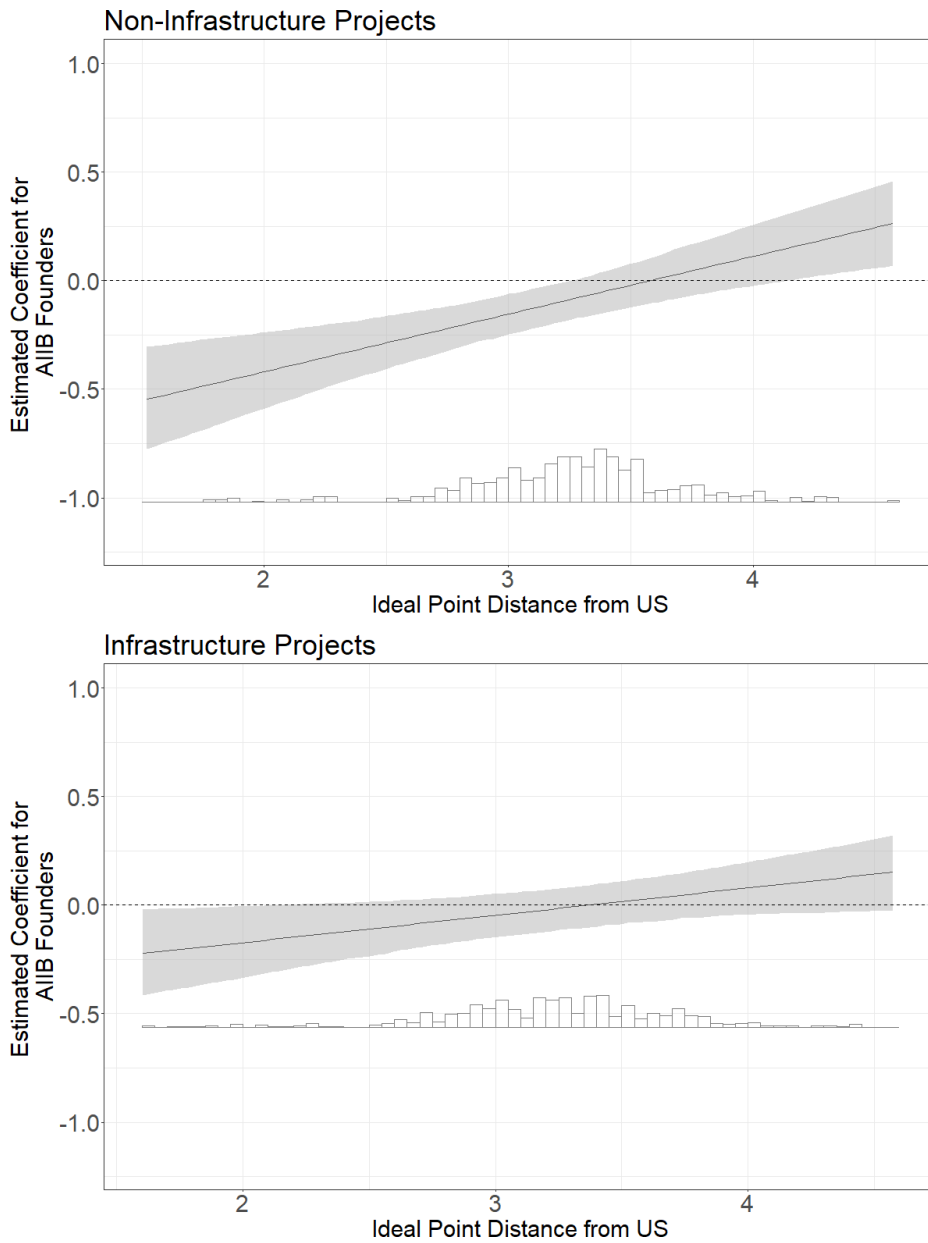 Non-Infrastructure Projects
1.0
0.5
0.0
-0.5
-1.0
Estimated Coefficient for
AIIB Founders
2 3 4
Ideal Point Distance from US
Infrastructure Projects
1.0
0.5
0.0
-0.5
-1.0
Estimated Coefficient for
AIIB Founders
2 3 4
Ideal Point Distance from US